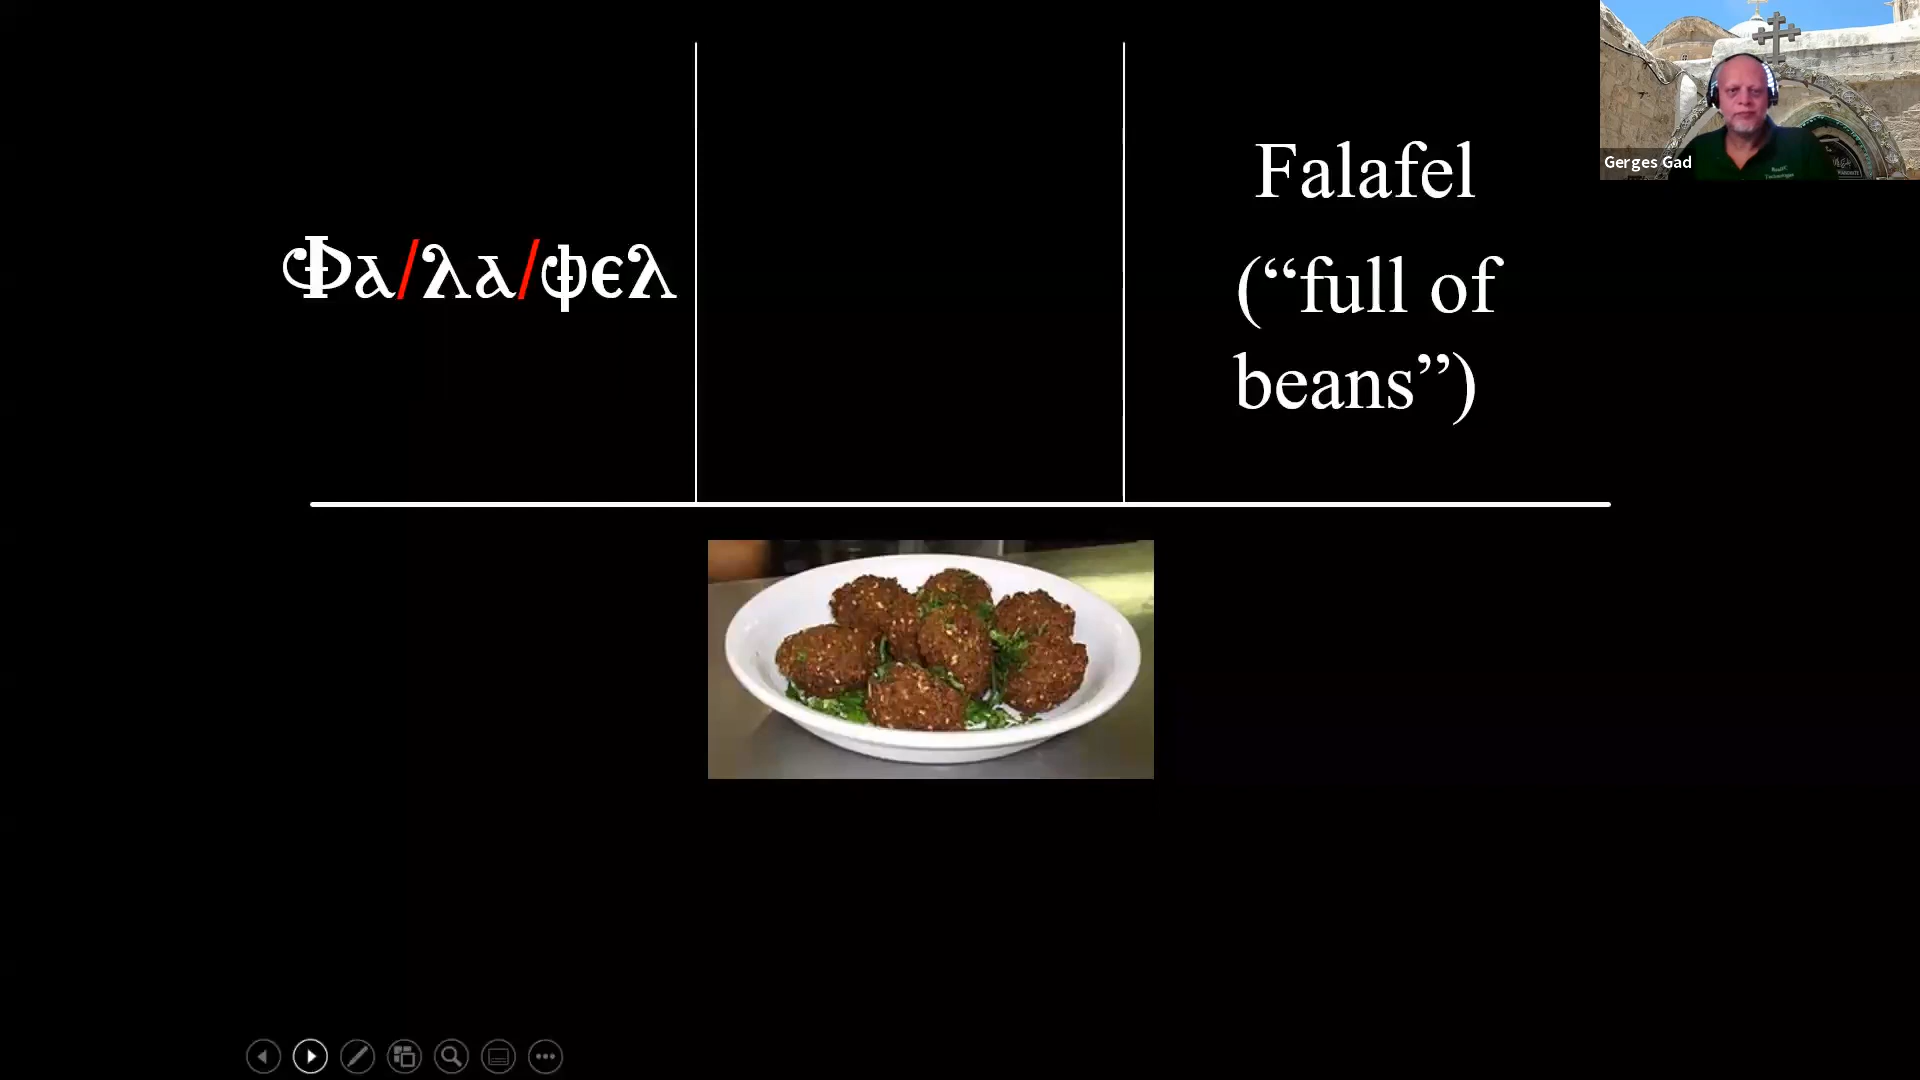 Ⲫⲁ/ⲗⲁ/ⲫⲉⲗ
Falafel
(“full of
beans”)
Gerges Gad